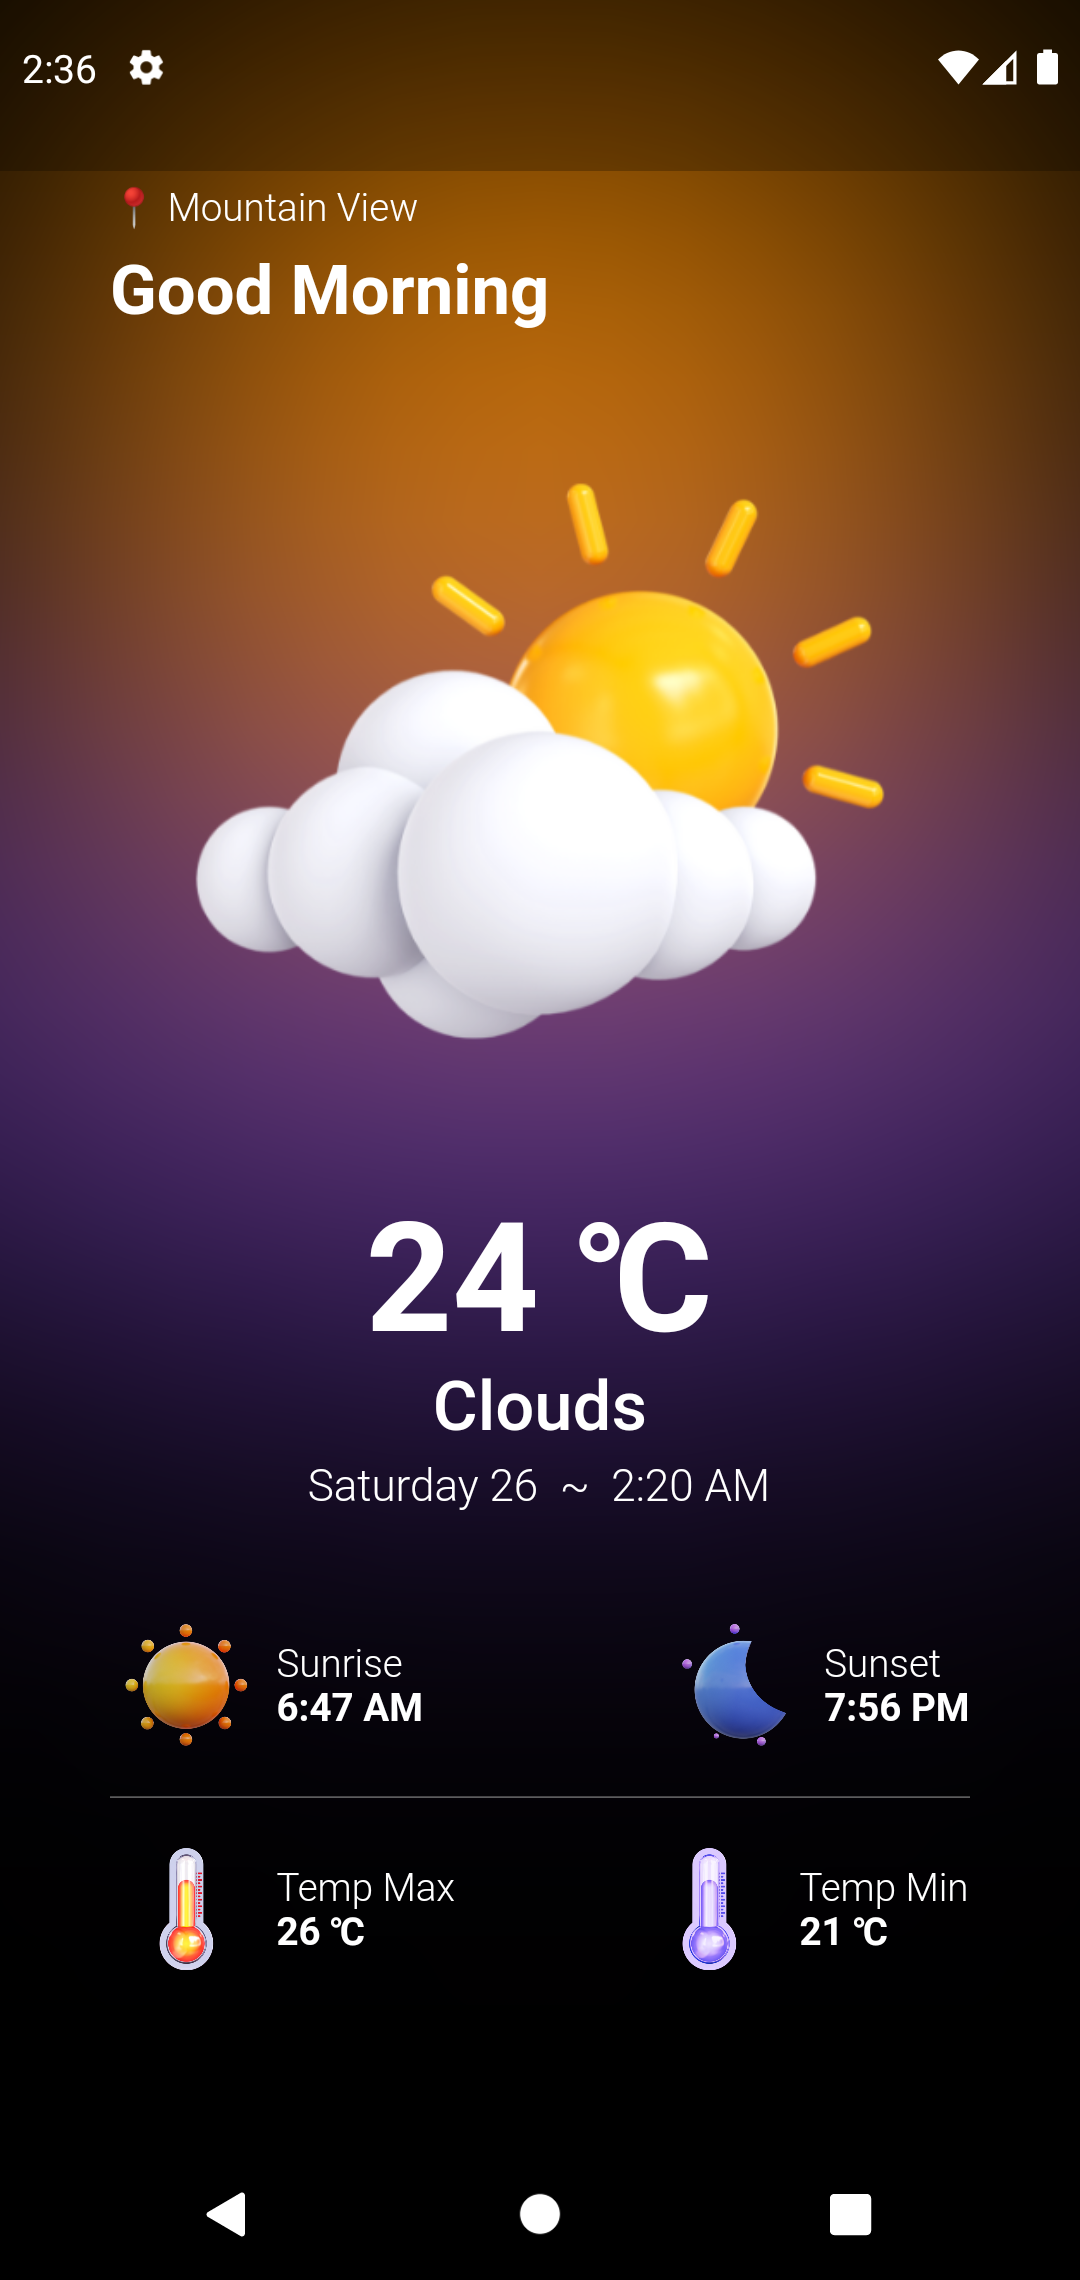 2:36
Mountain View
Good Morning
24 ℃
Clouds
Saturday 26 ~ 2:20 AM
Sunrise
6:47 AM
Sunset
7:56 PM
Temp Max
26 ℃
Temp Min
21 ℃